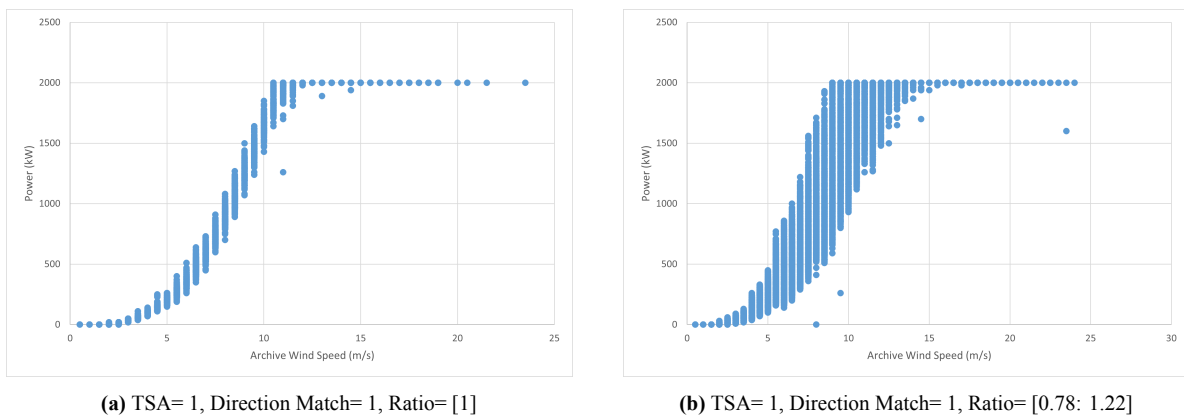 2500
2000
1500
1000
500
0
Power (kW)
0 5 10 15 20 25
Archive Wind Speed (m/s)
(a) TSA= 1, Direction Match= 1, Ratio= [1]
2500
2000
1500
1000
500
0
Power (kW)
0 5 10 15 20 25 30
Archive Wind Speed (m/s)
(b) TSA= 1, Direction Match= 1, Ratio= [0.78: 1.22]